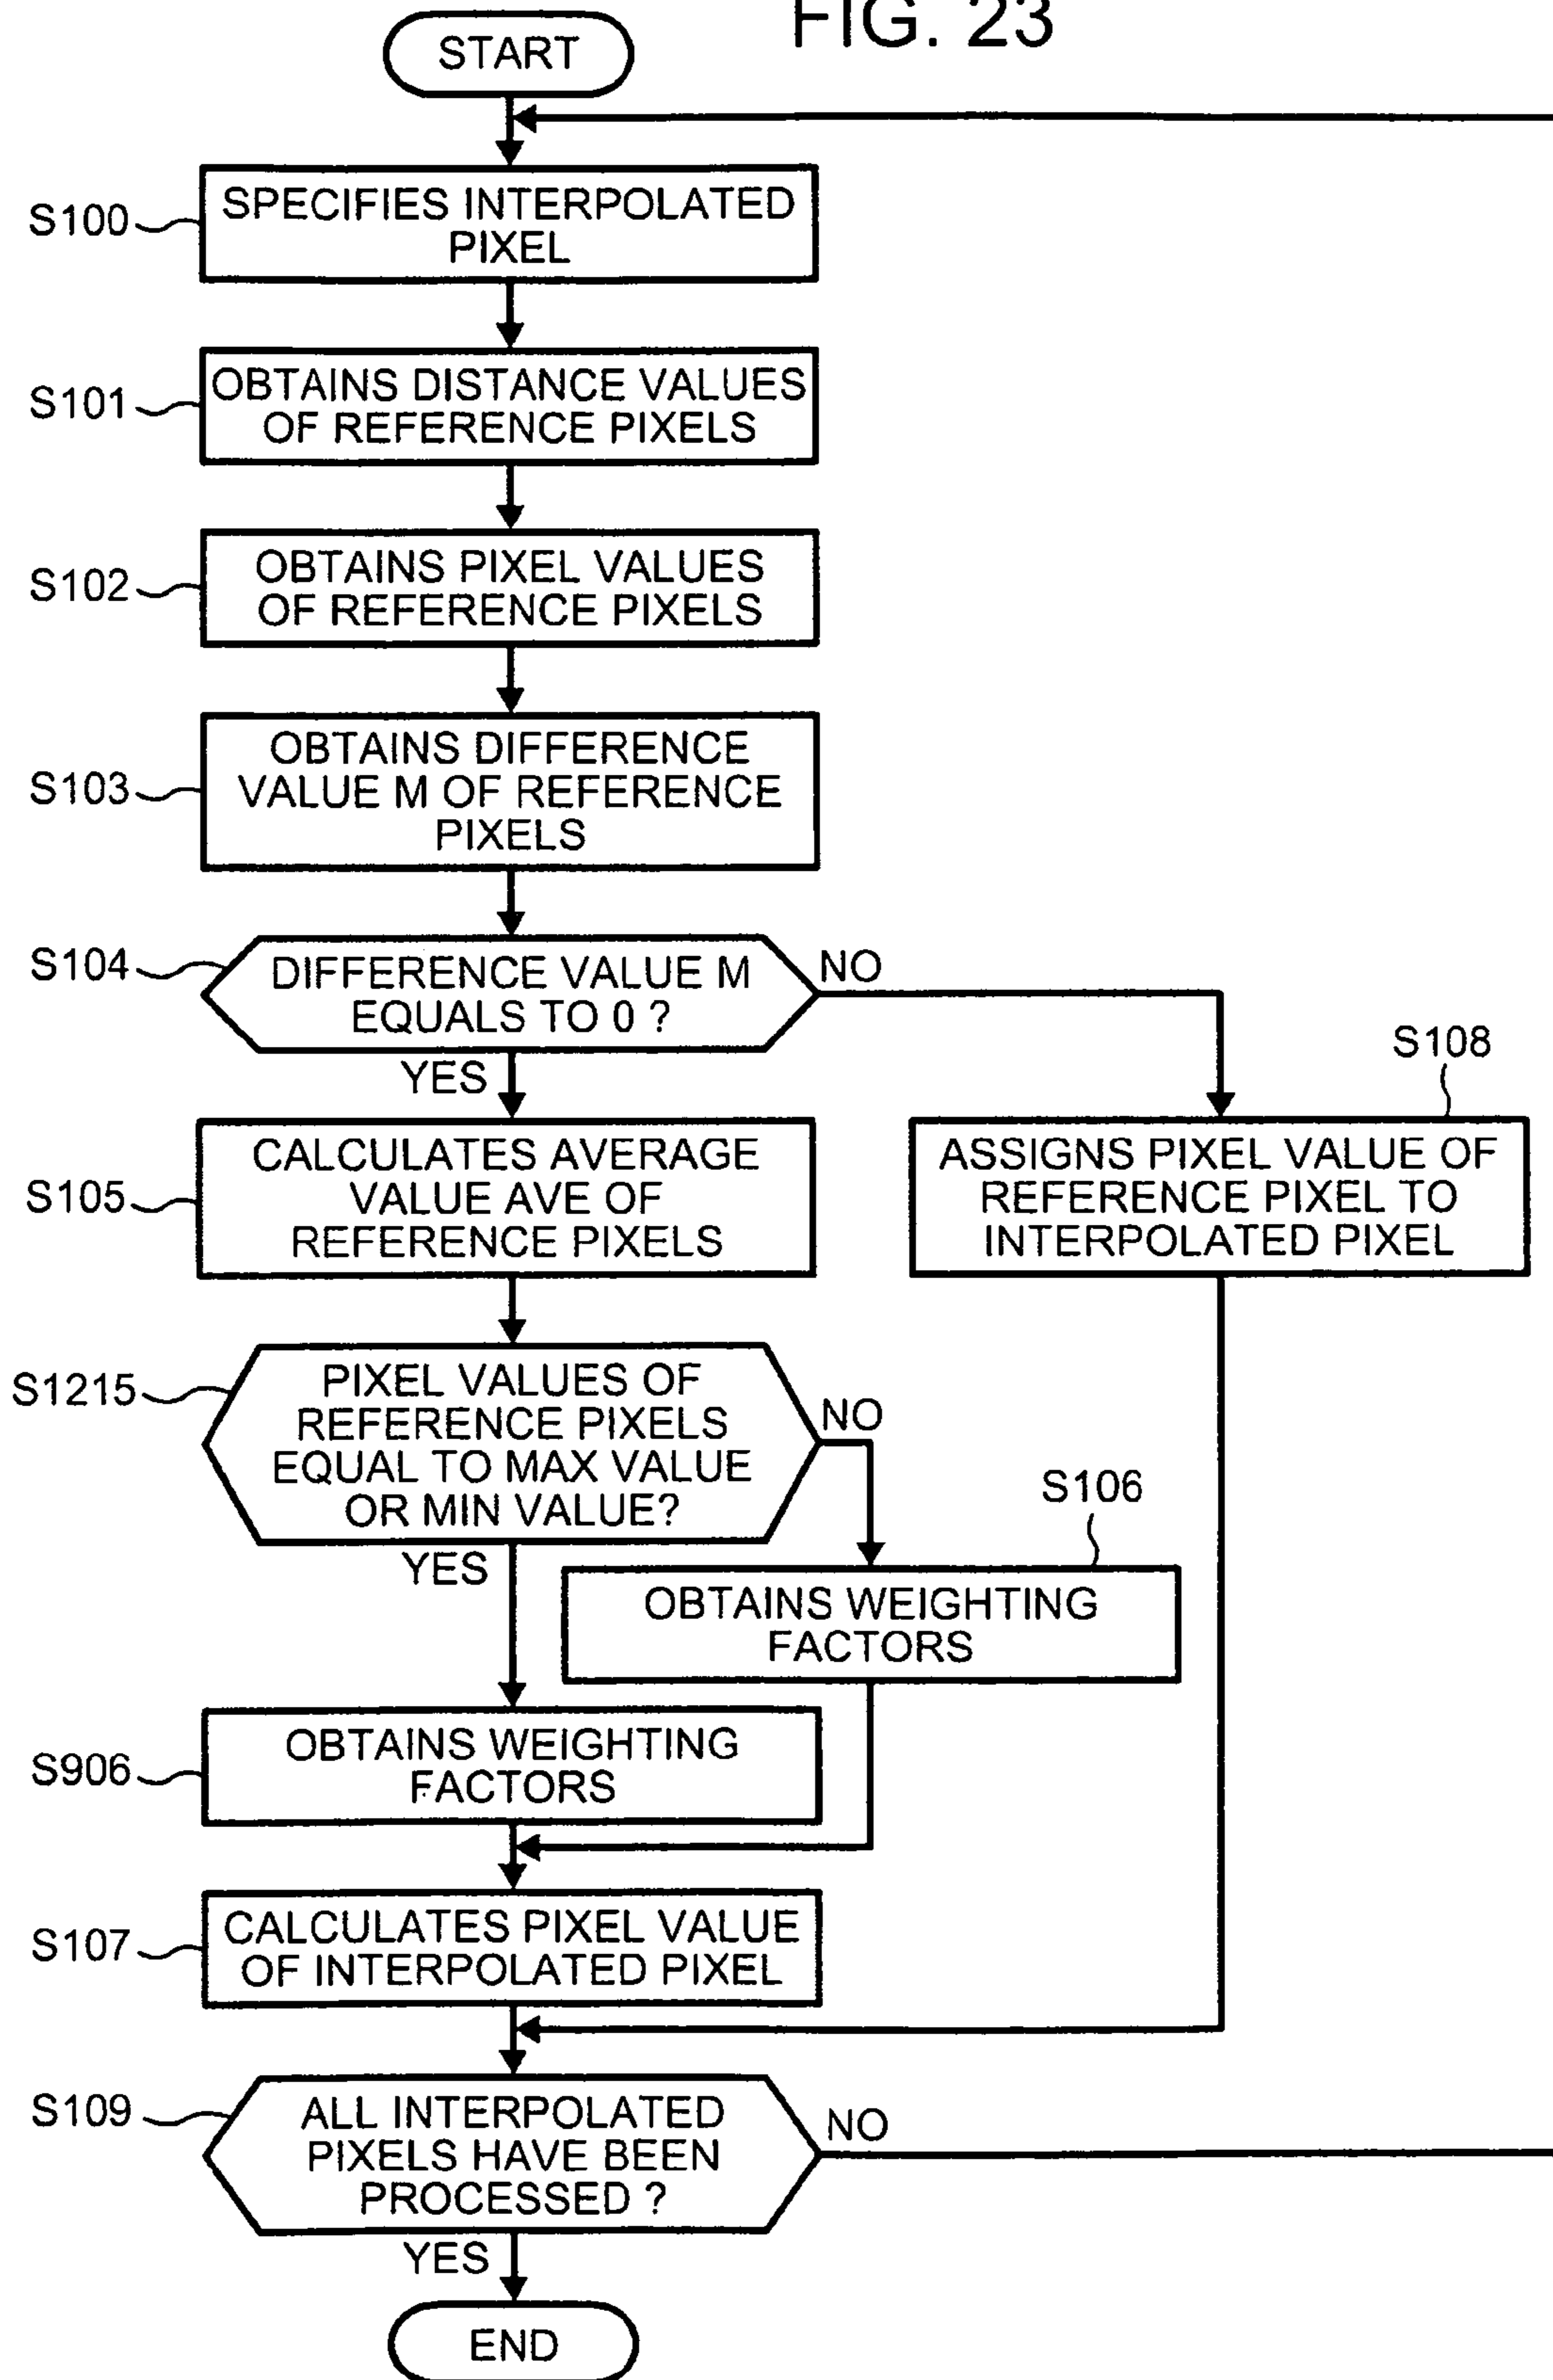 FIG. 23
START
S100
SPECIFIES INTERPOLATED
PIXEL
S101
OBTAINS DISTANCE VALUES
OF REFERENCE PIXELS
S102
OBTAINS PIXEL VALUES
OF REFERENCE PIXELS
S103
OBTAINS DIFFERENCE
VALUE M OF REFERENCE
PIXELS
S104
DIFFERENCE VALUE M
EQUALS TO 0 ?
NO
YES
S108
ASSIGNS PIXEL VALUE OF
REFERENCE PIXEL TO
INTERPOLATED PIXEL
S105
CALCULATES AVERAGE
VALUE AVE OF
REFERENCE PIXELS
S1215
PIXEL VALUES OF
REFERENCE PIXELS
EQUAL TO MAX VALUE
OR MIN VALUE?
NO
YES
S106
OBTAINS WEIGHTING
FACTORS
S906
OBTAINS WEIGHTING
FACTORS
S107
CALCULATES PIXEL VALUE
OF INTERPOLATED PIXEL
S109
ALL INTERPOLATED
PIXELS HAVE BEEN
PROCESSED ?
NO
YES
END